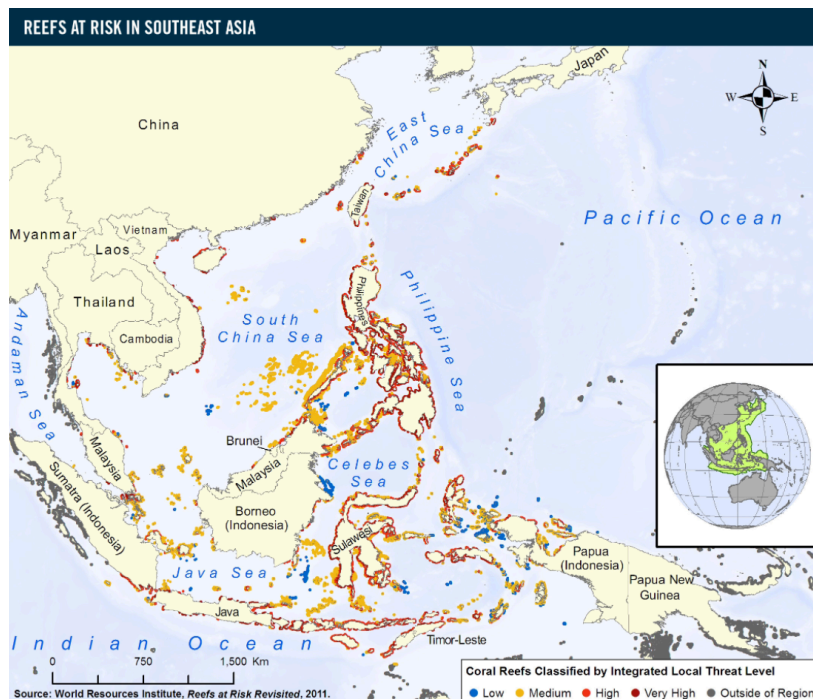 REEFS AT RISK IN SOUTHEAST ASIA
Japan
N
W
E
S
China
East
China Sea
Taiwan
Pacific Ocean
Myanmar
Vietnam
Laos
Thailand
Cambodia
Andaman Sea
South
China Sea
Philippines
Philippine Sea
Brunei
Malaysia
Malaysia
Celebes
Sea
Sumatra (Indonesia)
Borneo
(Indonesia)
Sulawesi
Papua
(Indonesia)
Papua New
Guinea
Java Sea
Java
Timor-Leste
Indian Ocean
0
750
1,500 Km
Source: World Resources Institute, Reefs at Risk Revisited, 2011.
Coral Reefs Classified by Integrated Local Threat Level
Low
Medium
High
Very High
Outside of Region